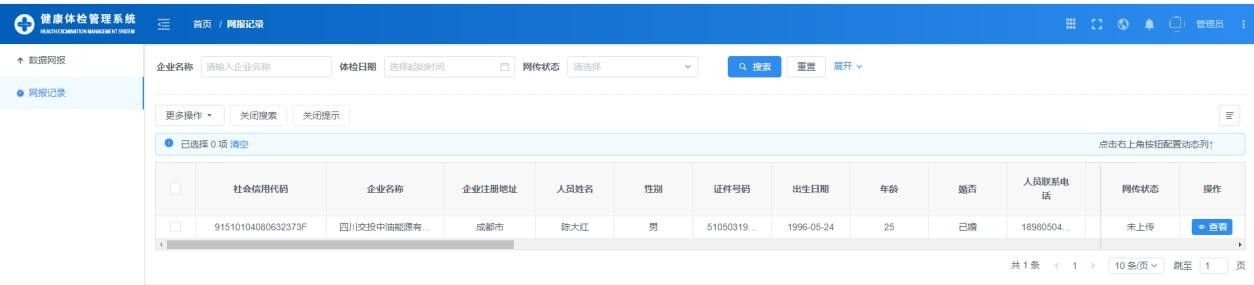 健康体检管理系统
HEALTH EXCMINATION MANAGEMENT SYSTEM
首页 / 网报记录
管理员
数据网报
网报记录
企业名称 请输入企业名称 体检日期 选择起始时间 网传状态 请选择 搜索 重置 展开
更多操作 关闭搜索 关闭提示
已选择 0 项 清空 点击右上角按钮配置动态列↑
社会信用代码 企业名称 企业注册地址 人员姓名 性别 证件号码 出生日期 年龄 婚否 人员联系电话 网传状态 操作
91510104080632373F 四川交投中油能源有... 成都市 陈大红 男 51050319... 1996-05-24 25 已婚 18980504... 未上传 查看
共 1 条 < 1 > 10 条/页 跳至 1 页